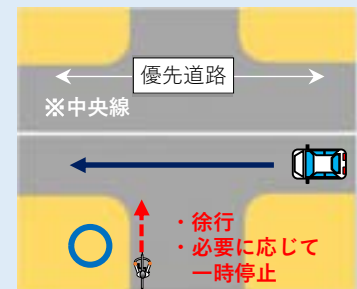 優先道路
※中央線
・徐行
・必要に応じて
一時停止